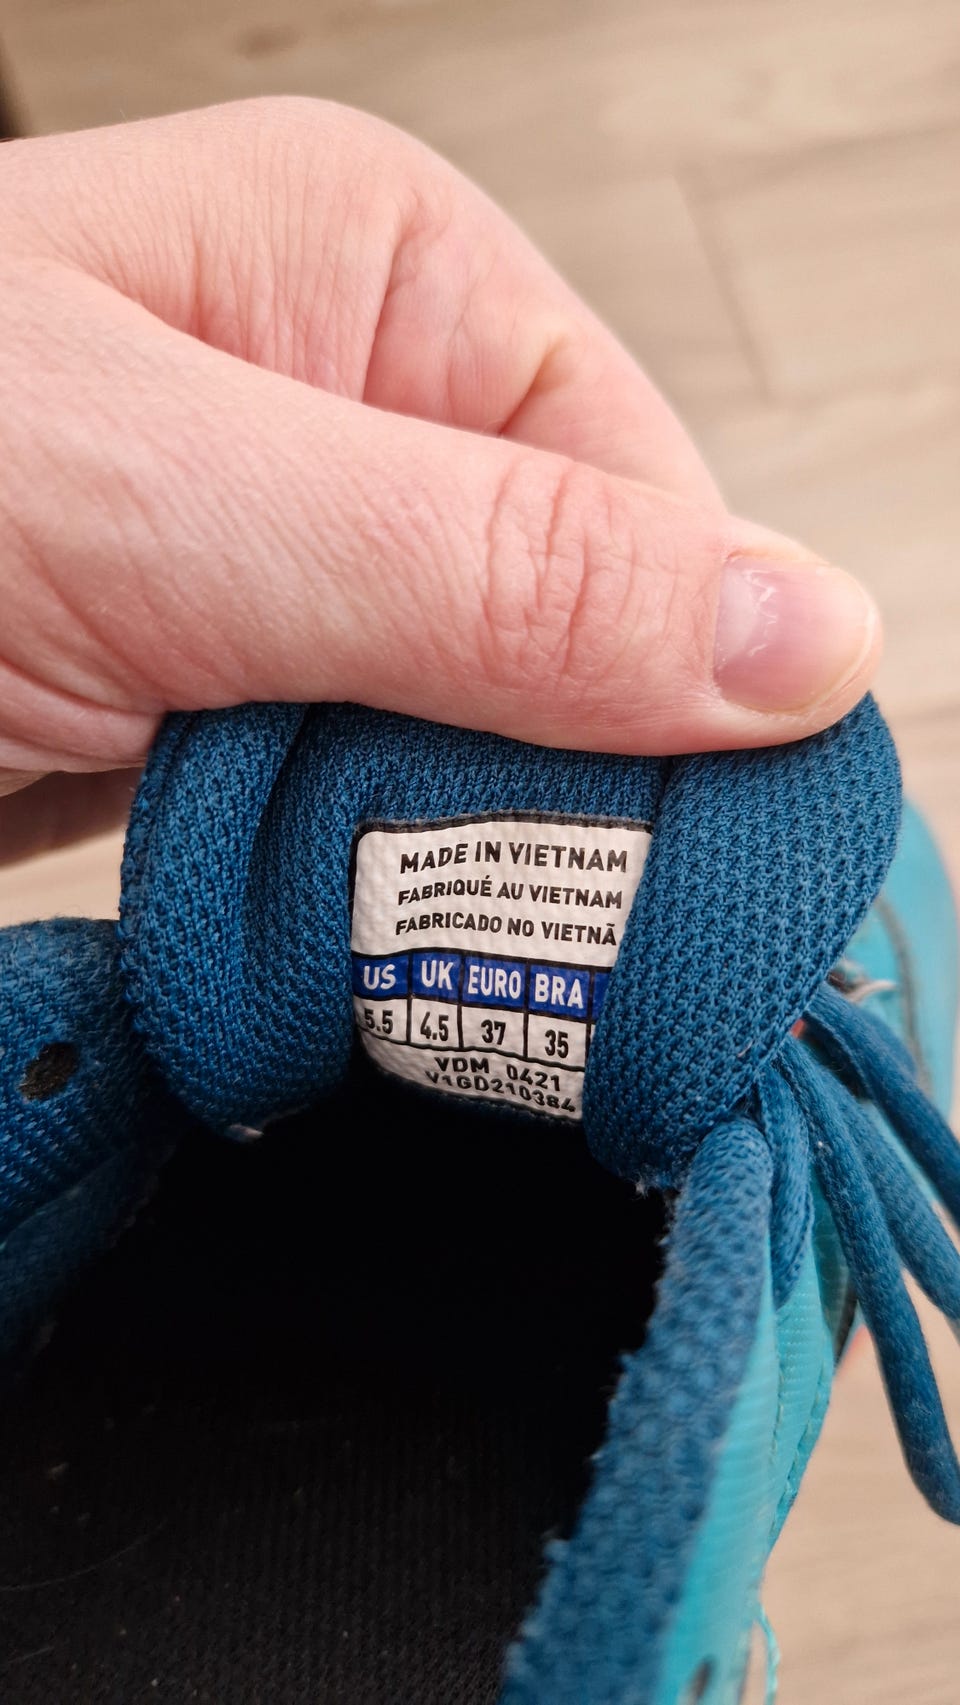 MADE IN VIETNAM
FABRIQUÉ AU VIETNAM
FABRICADO NO VIETNÃ
US UK EURO BRA
5.5 4.5 37 35
VDM 0421
V1GD210384